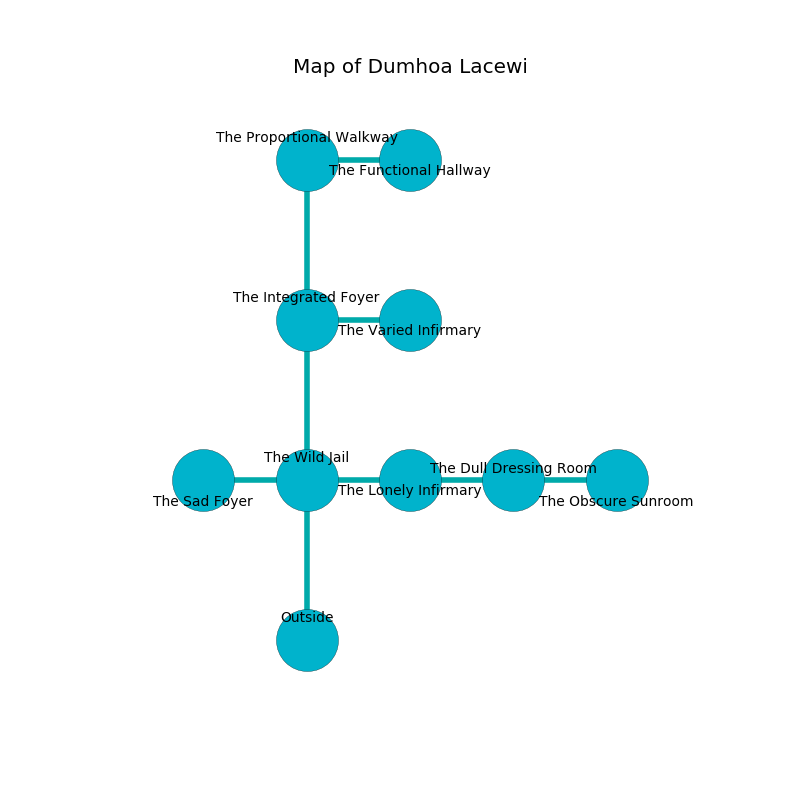 Map of Dumhoa Lacewi
The Proportional Walkway
The Functional Hallway
The Integrated Foyer
The Varied Infirmary
The Wild Jail
The Dull Dressing Room
The Lonely Infirmary
The Sad Foyer
The Obscure Sunroom
Outside